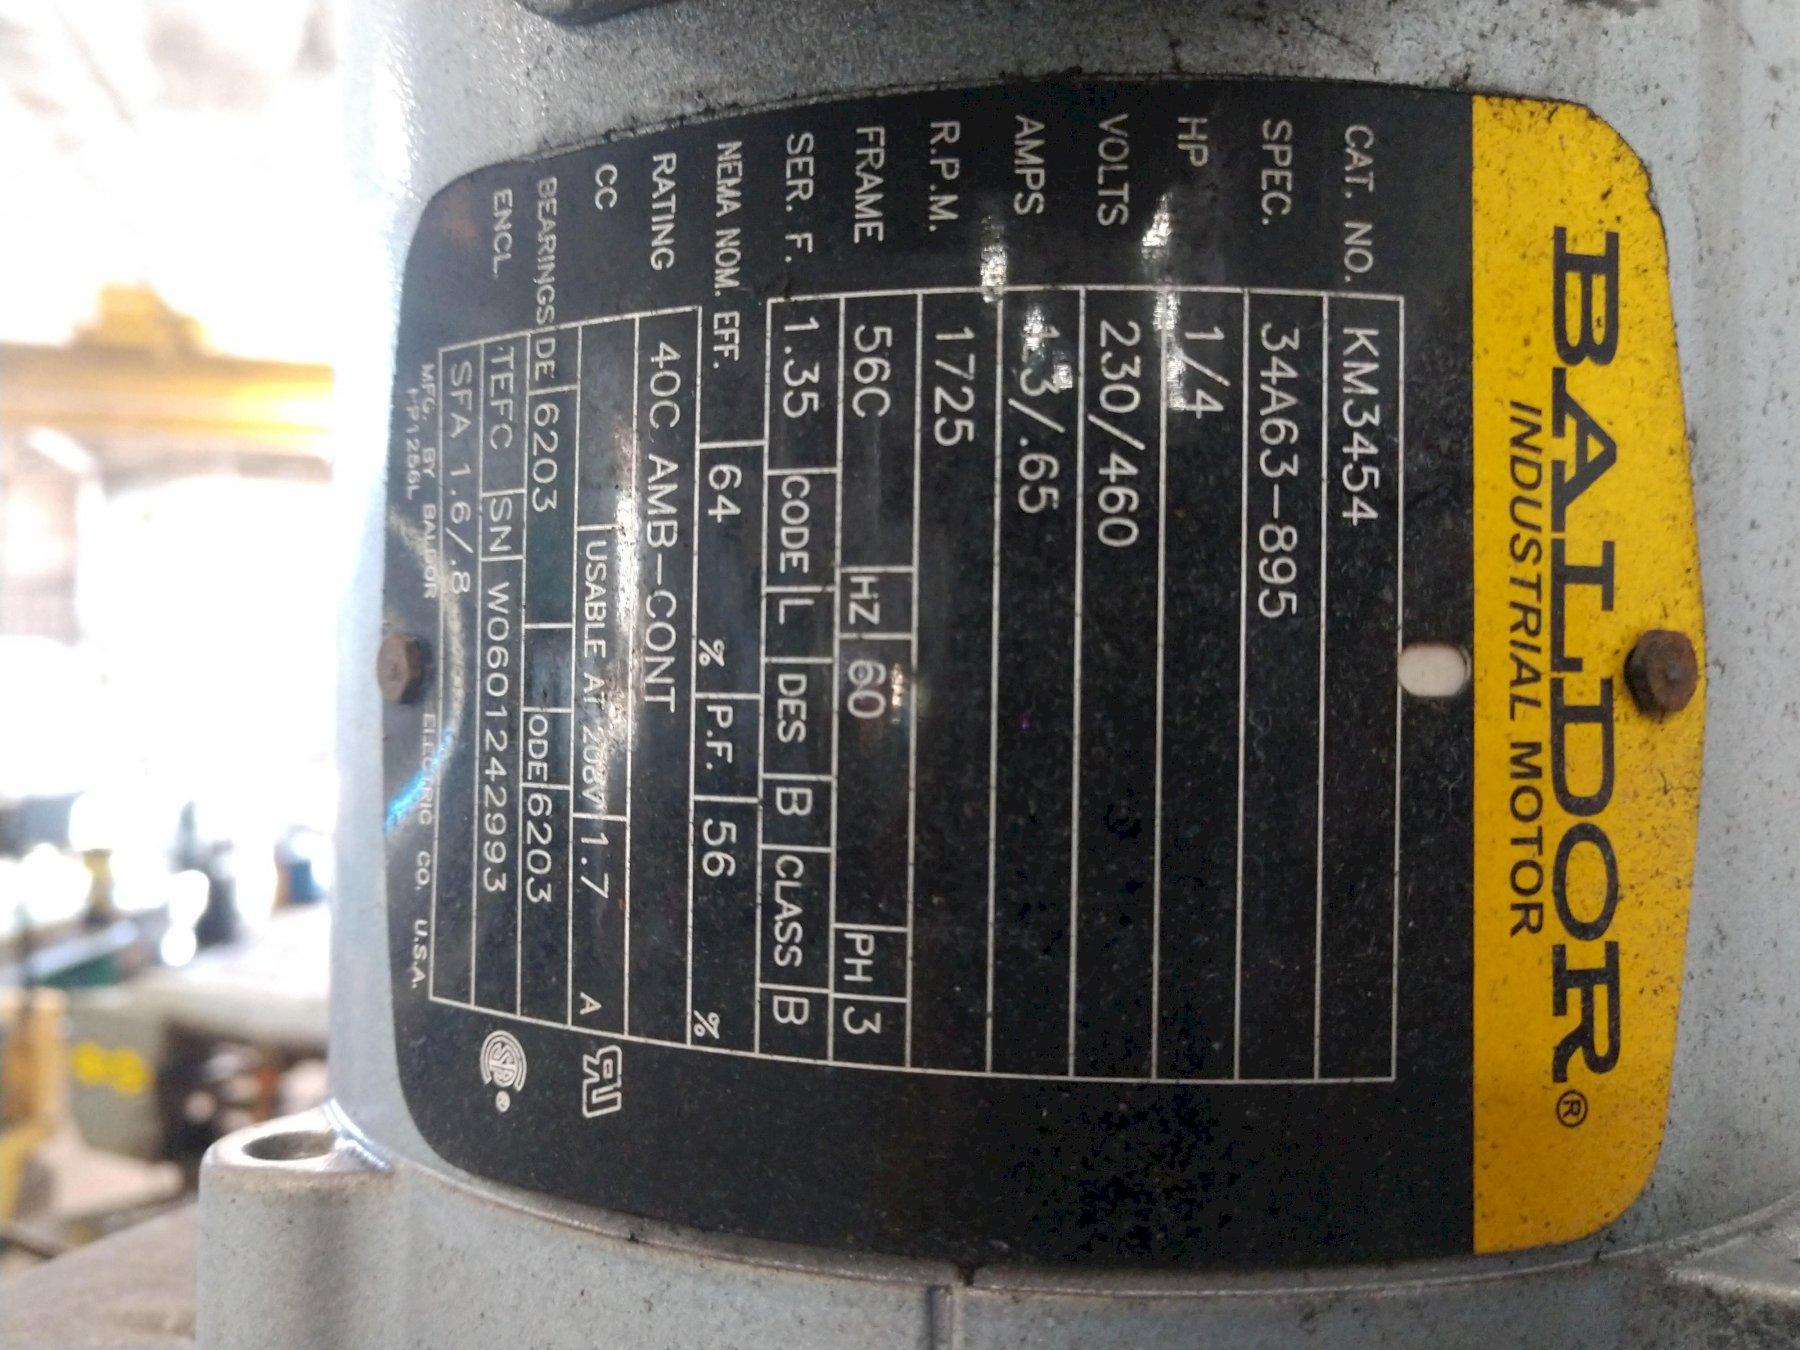 BALDOR®
INDUSTRIAL MOTOR
CAT. NO. KM3454
SPEC. 34A63-895
HP 1/4
VOLTS 230/460
AMPS 1.3/.65
R.P.M. 1725
FRAME 56C HZ 60 PH 3
SER. F. 1.35 CODE L DES B CLASS B
NEMA NOM. EFF. 64 % P.F. 56 %
RATING 40C AMB-CONT
CC USABLE AT 208V 1.7 A
BEARINGS DE 6203 ODE 6203
ENCL. TEFC SN W0601242993
SFA 1.6/.8
MFG. BY BALDOR ELECTRIC CO. U.S.A.